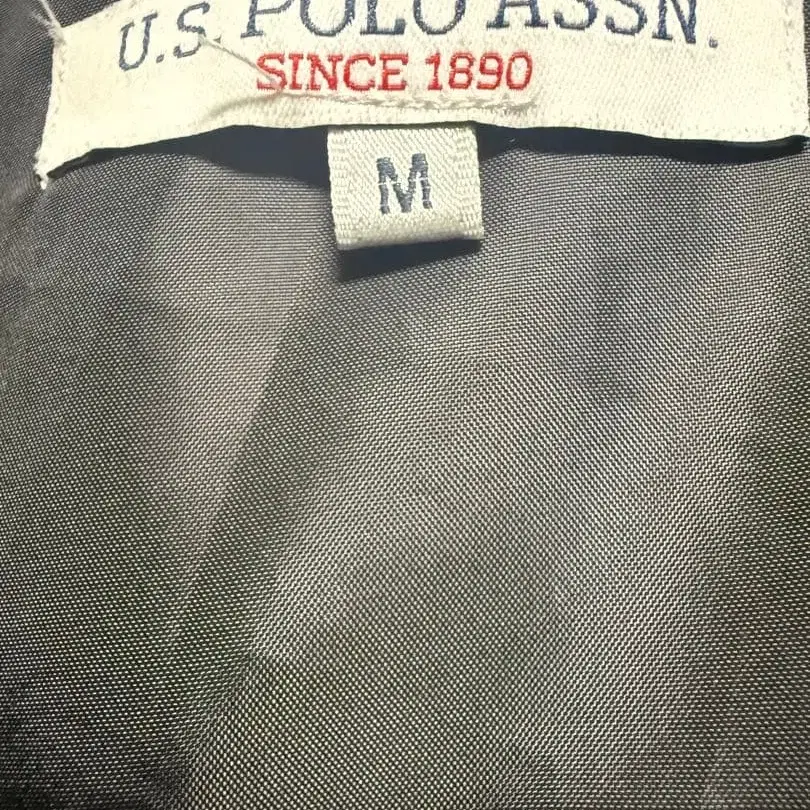 U.S. POLO ASSN.
SINCE 1890
M